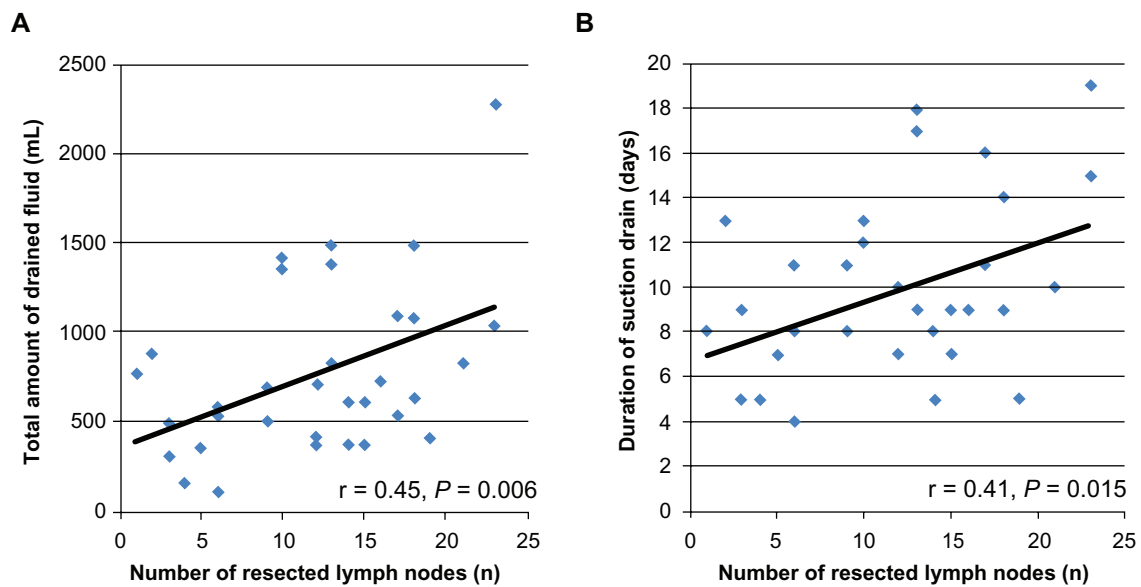 A
Total amount of drained fluid (mL)
2500
2000
1500
1000
500
0
r = 0.45, P = 0.006
0 5 10 15 20 25
Number of resected lymph nodes (n)
B
Duration of suction drain (days)
20
18
16
14
12
10
8
6
4
2
0
r = 0.41, P = 0.015
0 5 10 15 20 25
Number of resected lymph nodes (n)